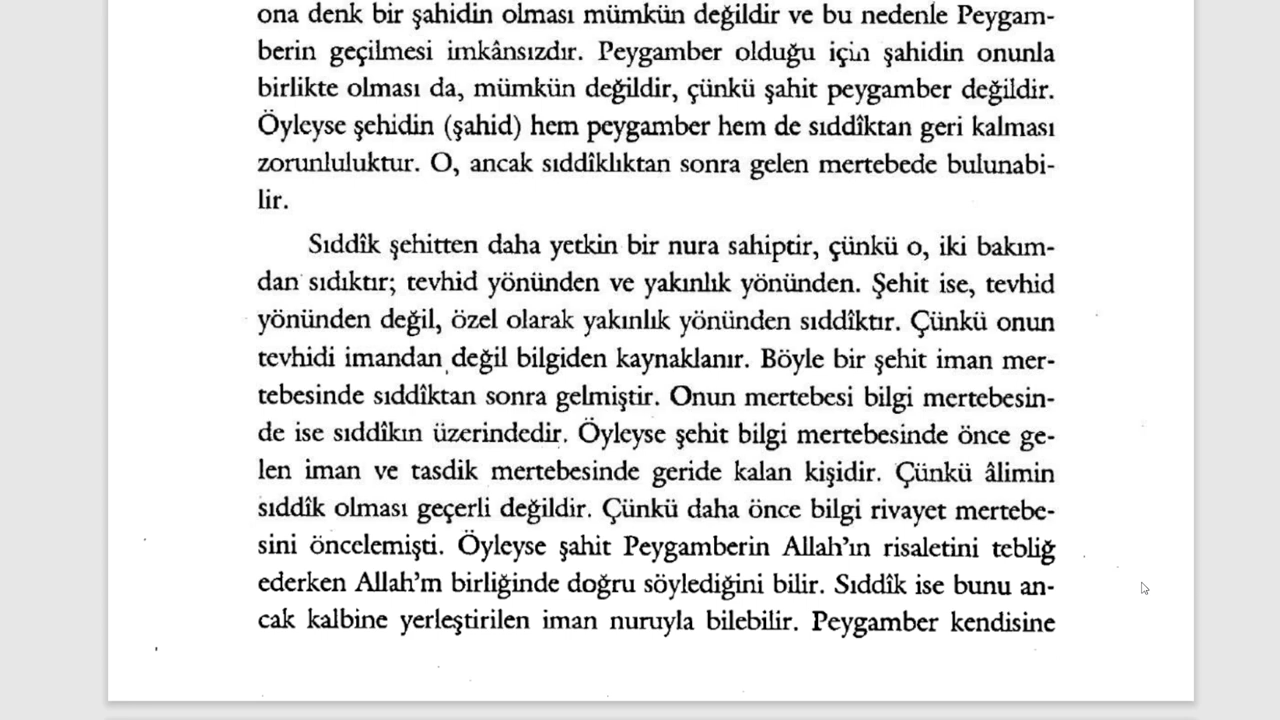 ona denk bir şahidin olması mümkün değildir ve bu nedenle Peygam-
berin geçilmesi imkânsızdır. Peygamber olduğu için şahidin onunla
birlikte olması da, mümkün değildir, çünkü şahit peygamber değildir.
Öyleyse şehidin (şahid) hem peygamber hem de sıddîktan geri kalması
zorunluluktur. O, ancak sıddîklıktan sonra gelen mertebede bulunabi-
lir.
Sıddîk şehitten daha yetkin bir nura sahiptir, çünkü o, iki bakım-
dan sıdıktır; tevhid yönünden ve yakınlık yönünden. Şehit ise, tevhid
yönünden değil, özel olarak yakınlık yönünden sıddîktır. Çünkü onun
tevhidi imandan değil bilgiden kaynaklanır. Böyle bir şehit iman mer-
tebesinde sıddîktan sonra gelmiştir. Onun mertebesi bilgi mertebesin-
de ise sıddîkın üzerindedir. Öyleyse şehit bilgi mertebesinde önce ge-
len iman ve tasdik mertebesinde geride kalan kişidir. Çünkü âlimin
sıddîk olması geçerli değildir. Çünkü daha önce bilgi rivayet mertebe-
sini öncelemişti. Öyleyse şahit Peygamberin Allah'ın risaletini tebliğ
ederken Allah'm birliğinde doğru söylediğini bilir. Sıddîk ise bunu an-
cak kalbine yerleştirilen iman nuruyla bilebilir. Peygamber kendisine